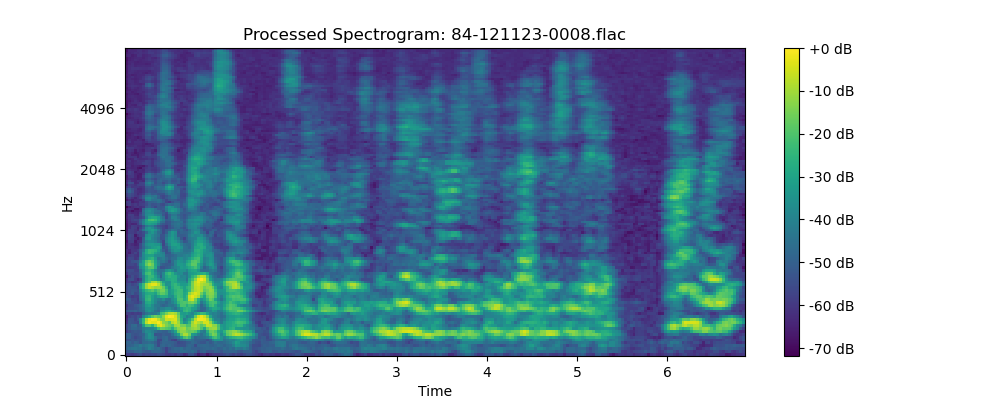 Processed Spectrogram: 84-121123-0008.flac
4096
2048
1024
512
0
Hz
0 1 2 3 4 5 6
Time
+0 dB
-10 dB
-20 dB
-30 dB
-40 dB
-50 dB
-60 dB
-70 dB